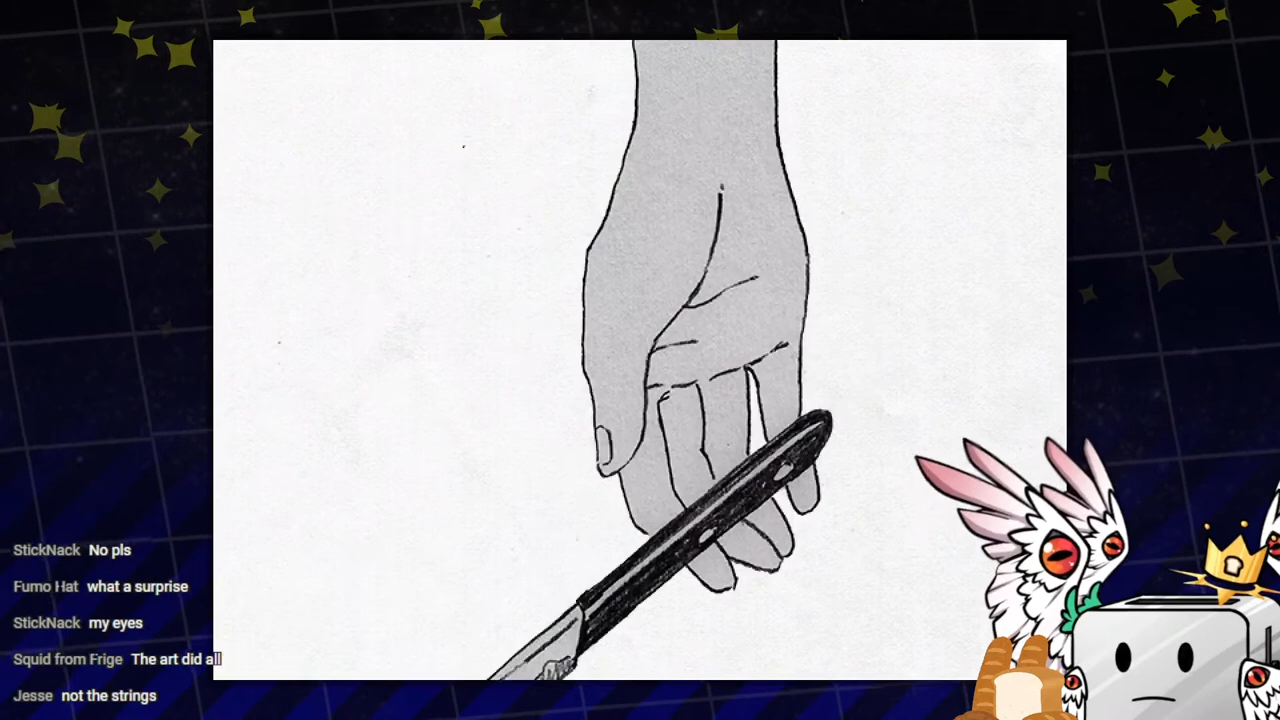 StickNack No pls
Fumo Hat what a surprise
StickNack my eyes
Squid from Frige The art did all
Jesse not the strings